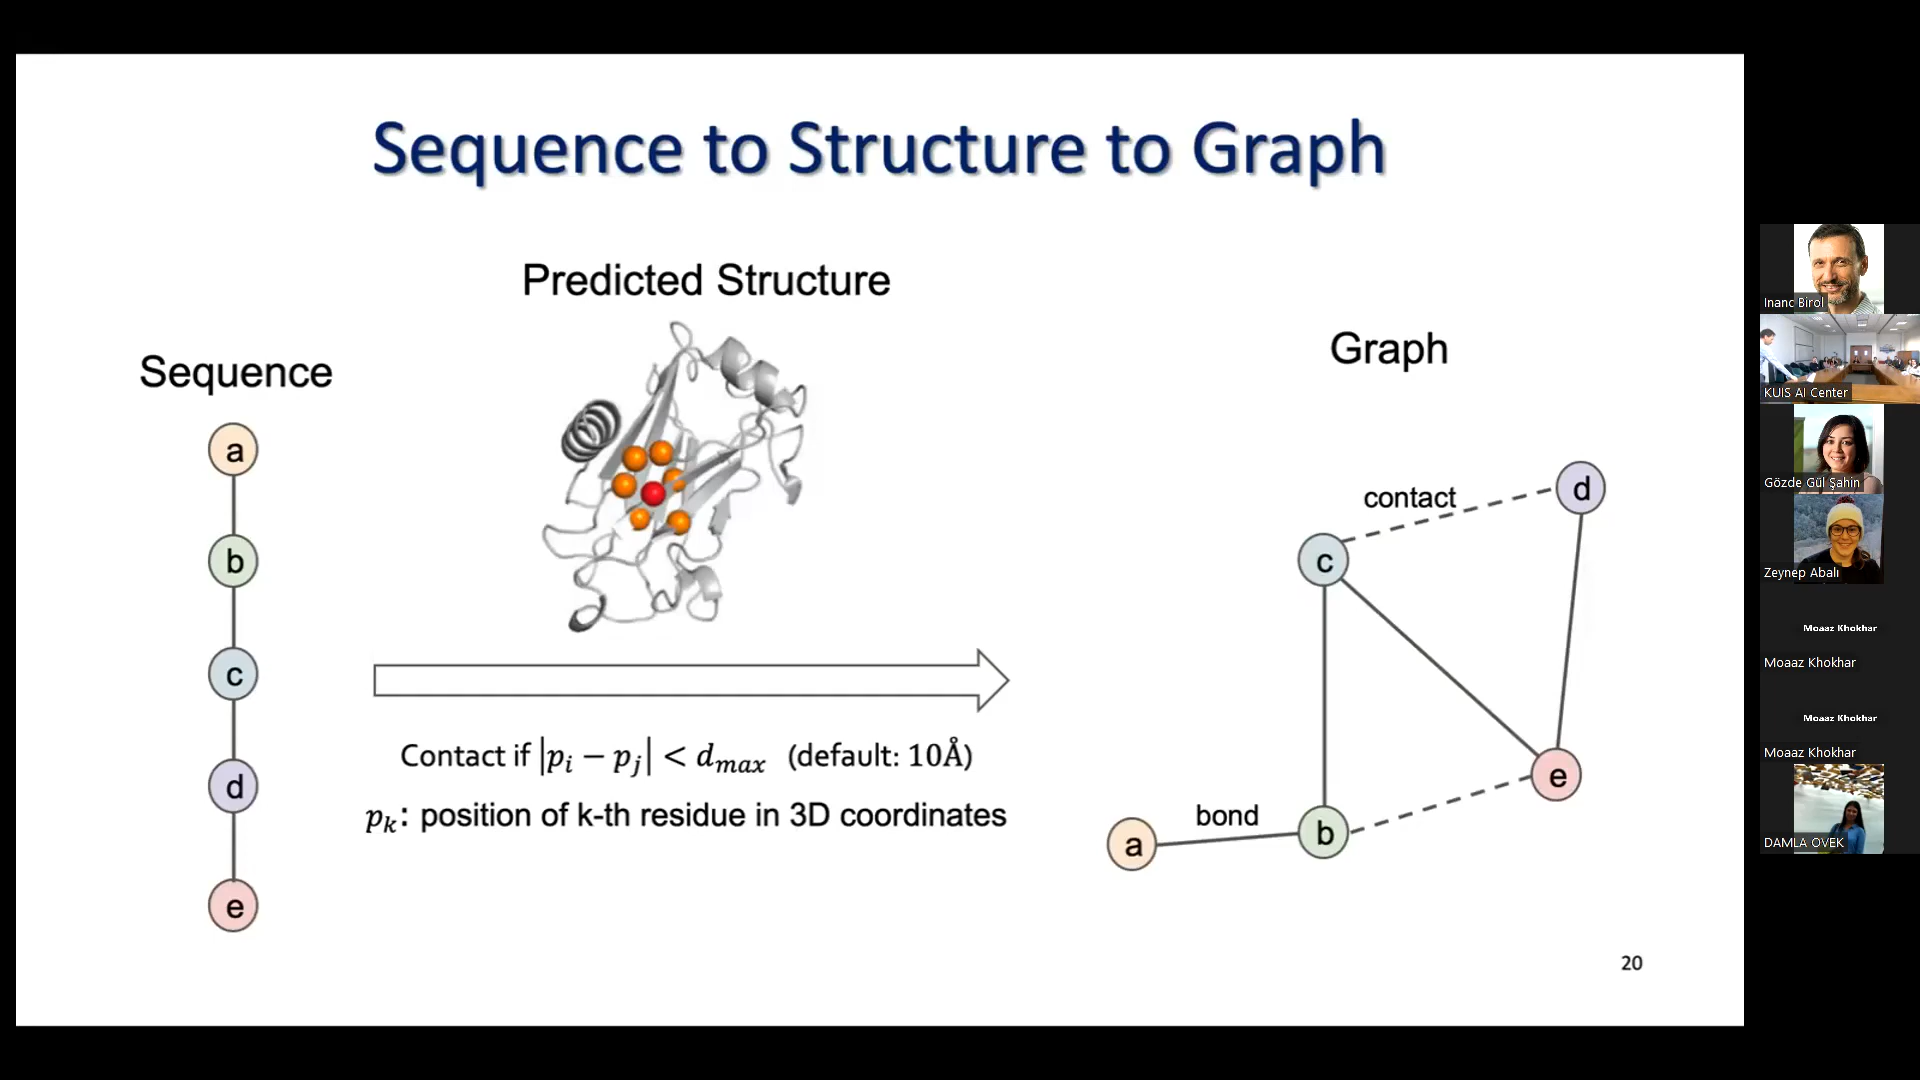 Sequence to Structure to Graph
Sequence
a
b
c
d
e
Predicted Structure
Contact if |p_i − p_j| < d_max (default: 10Å)
p_k: position of k-th residue in 3D coordinates
Graph
contact
d
c
e
bond
a
b
20
Inanc Birol
KUIS AI Center
Gözde Gül Şahin
Zeynep Abalı
Moaaz Khokhar
Moaaz Khokhar
Moaaz Khokhar
Moaaz Khokhar
DAMLA OVEK